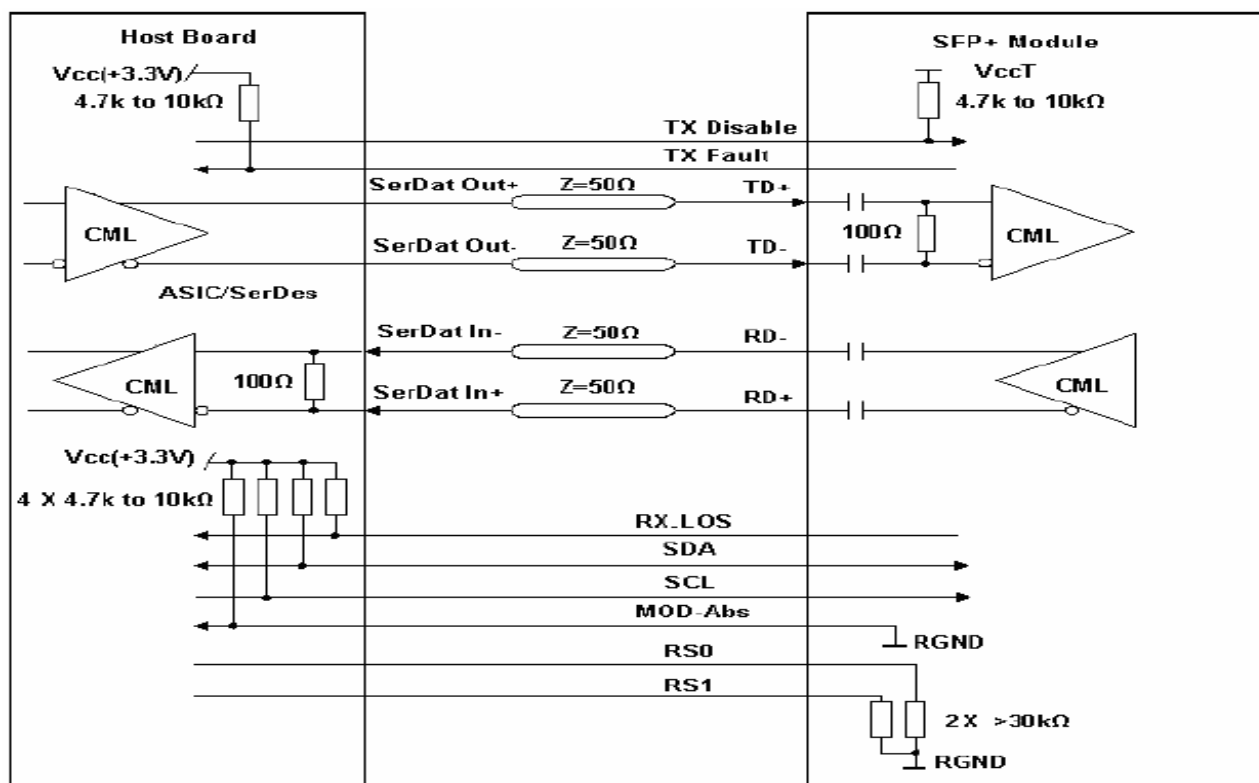 Host Board
SFP+ Module
Vcc(+3.3V)
4.7k to 10kΩ
VccT
4.7k to 10kΩ
TX Disable
TX Fault
SerDat Out+
Z=50Ω
TD+
CML
100Ω
CML
SerDat Out-
Z=50Ω
TD-
ASIC/SerDes
SerDat In-
Z=50Ω
RD-
CML
100Ω
CML
SerDat In+
Z=50Ω
RD+
Vcc(+3.3V)
4 X 4.7k to 10kΩ
RX_LOS
SDA
SCL
MOD-Abs
RGND
RS0
RS1
2X >30kΩ
RGND